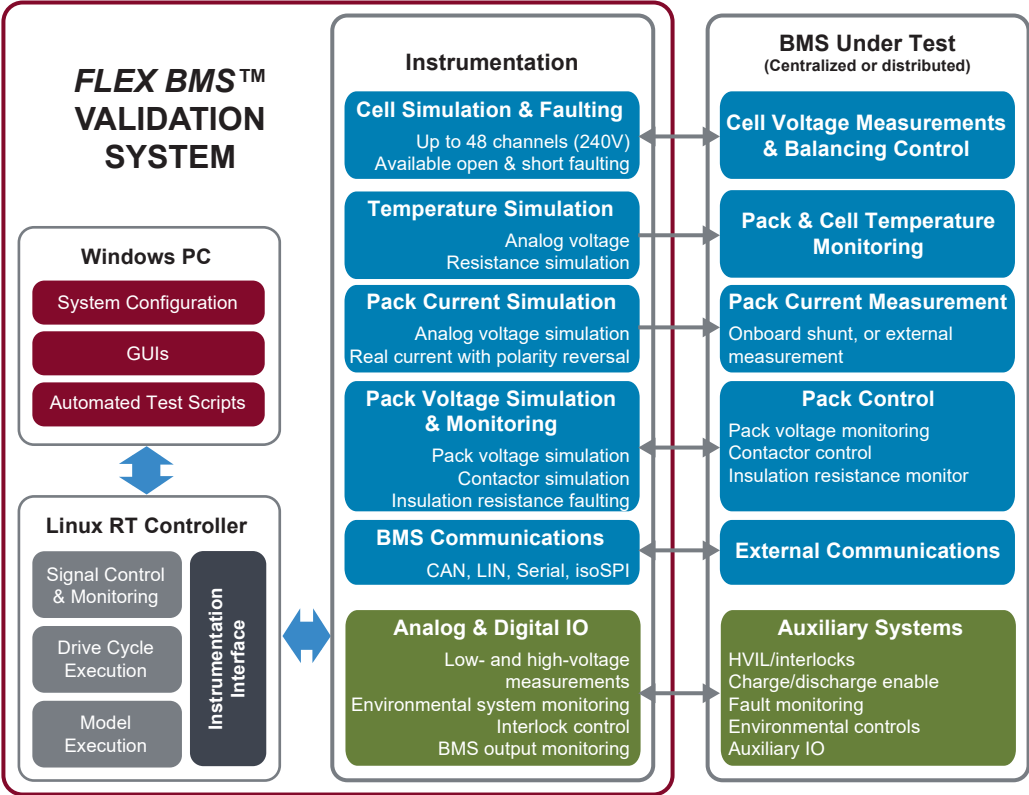 FLEX BMS™
VALIDATION
SYSTEM
Windows PC
System Configuration
GUIs
Automated Test Scripts
Linux RT Controller
Signal Control
& Monitoring
Drive Cycle
Execution
Model
Execution
Instrumentation
Interface
Instrumentation
Cell Simulation & Faulting
Up to 48 channels (240V)
Available open & short faulting
Temperature Simulation
Analog voltage
Resistance simulation
Pack Current Simulation
Analog voltage simulation
Real current with polarity reversal
Pack Voltage Simulation
& Monitoring
Pack voltage simulation
Contactor simulation
Insulation resistance faulting
BMS Communications
CAN, LIN, Serial, isoSPI
Analog & Digital IO
Low- and high-voltage
measurements
Environmental system monitoring
Interlock control
BMS output monitoring
BMS Under Test
(Centralized or distributed)
Cell Voltage Measurements
& Balancing Control
Pack & Cell Temperature
Monitoring
Pack Current Measurement
Onboard shunt, or external
measurement
Pack Control
Pack voltage monitoring
Contactor control
Insulation resistance monitor
External Communications
Auxiliary Systems
HVIL/interlocks
Charge/discharge enable
Fault monitoring
Environmental controls
Auxiliary IO